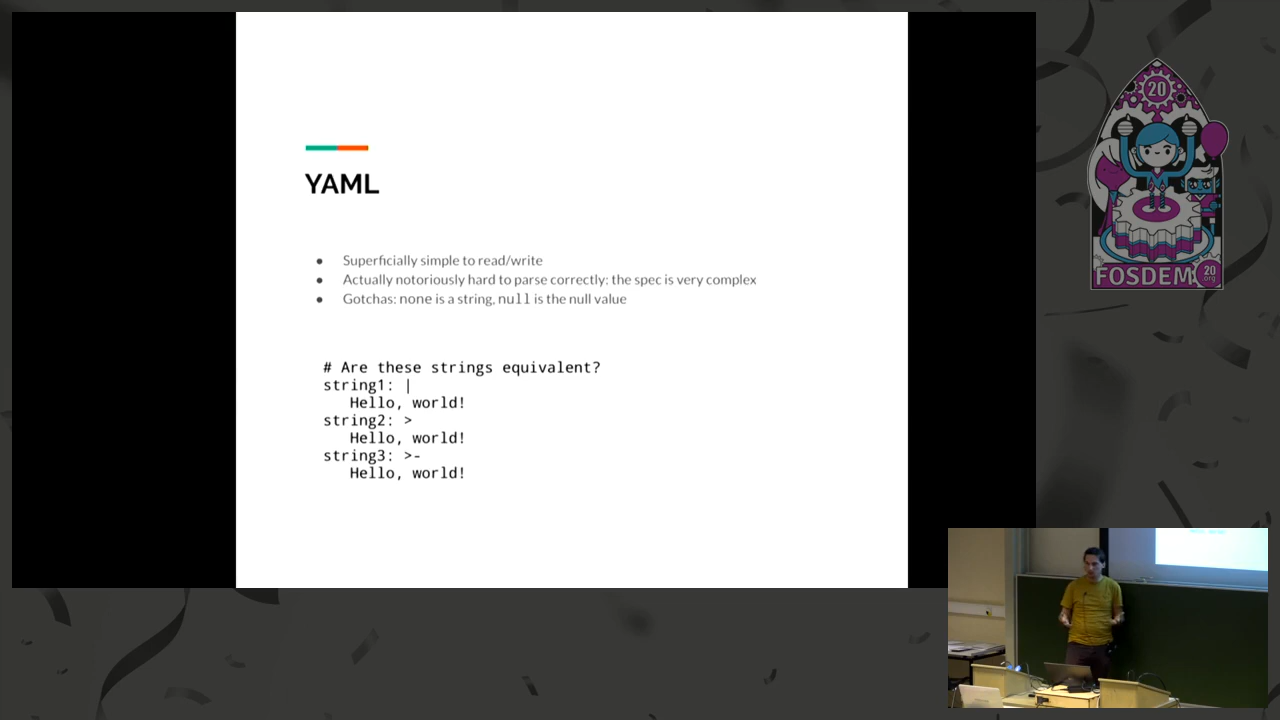 YAML
● Superficially simple to read/write
● Actually notoriously hard to parse correctly: the spec is very complex
● Gotchas: none is a string, null is the null value
# Are these strings equivalent?
string1: |
   Hello, world!
string2: >
   Hello, world!
string3: >-
   Hello, world!
20
FOSDEM 20
.org